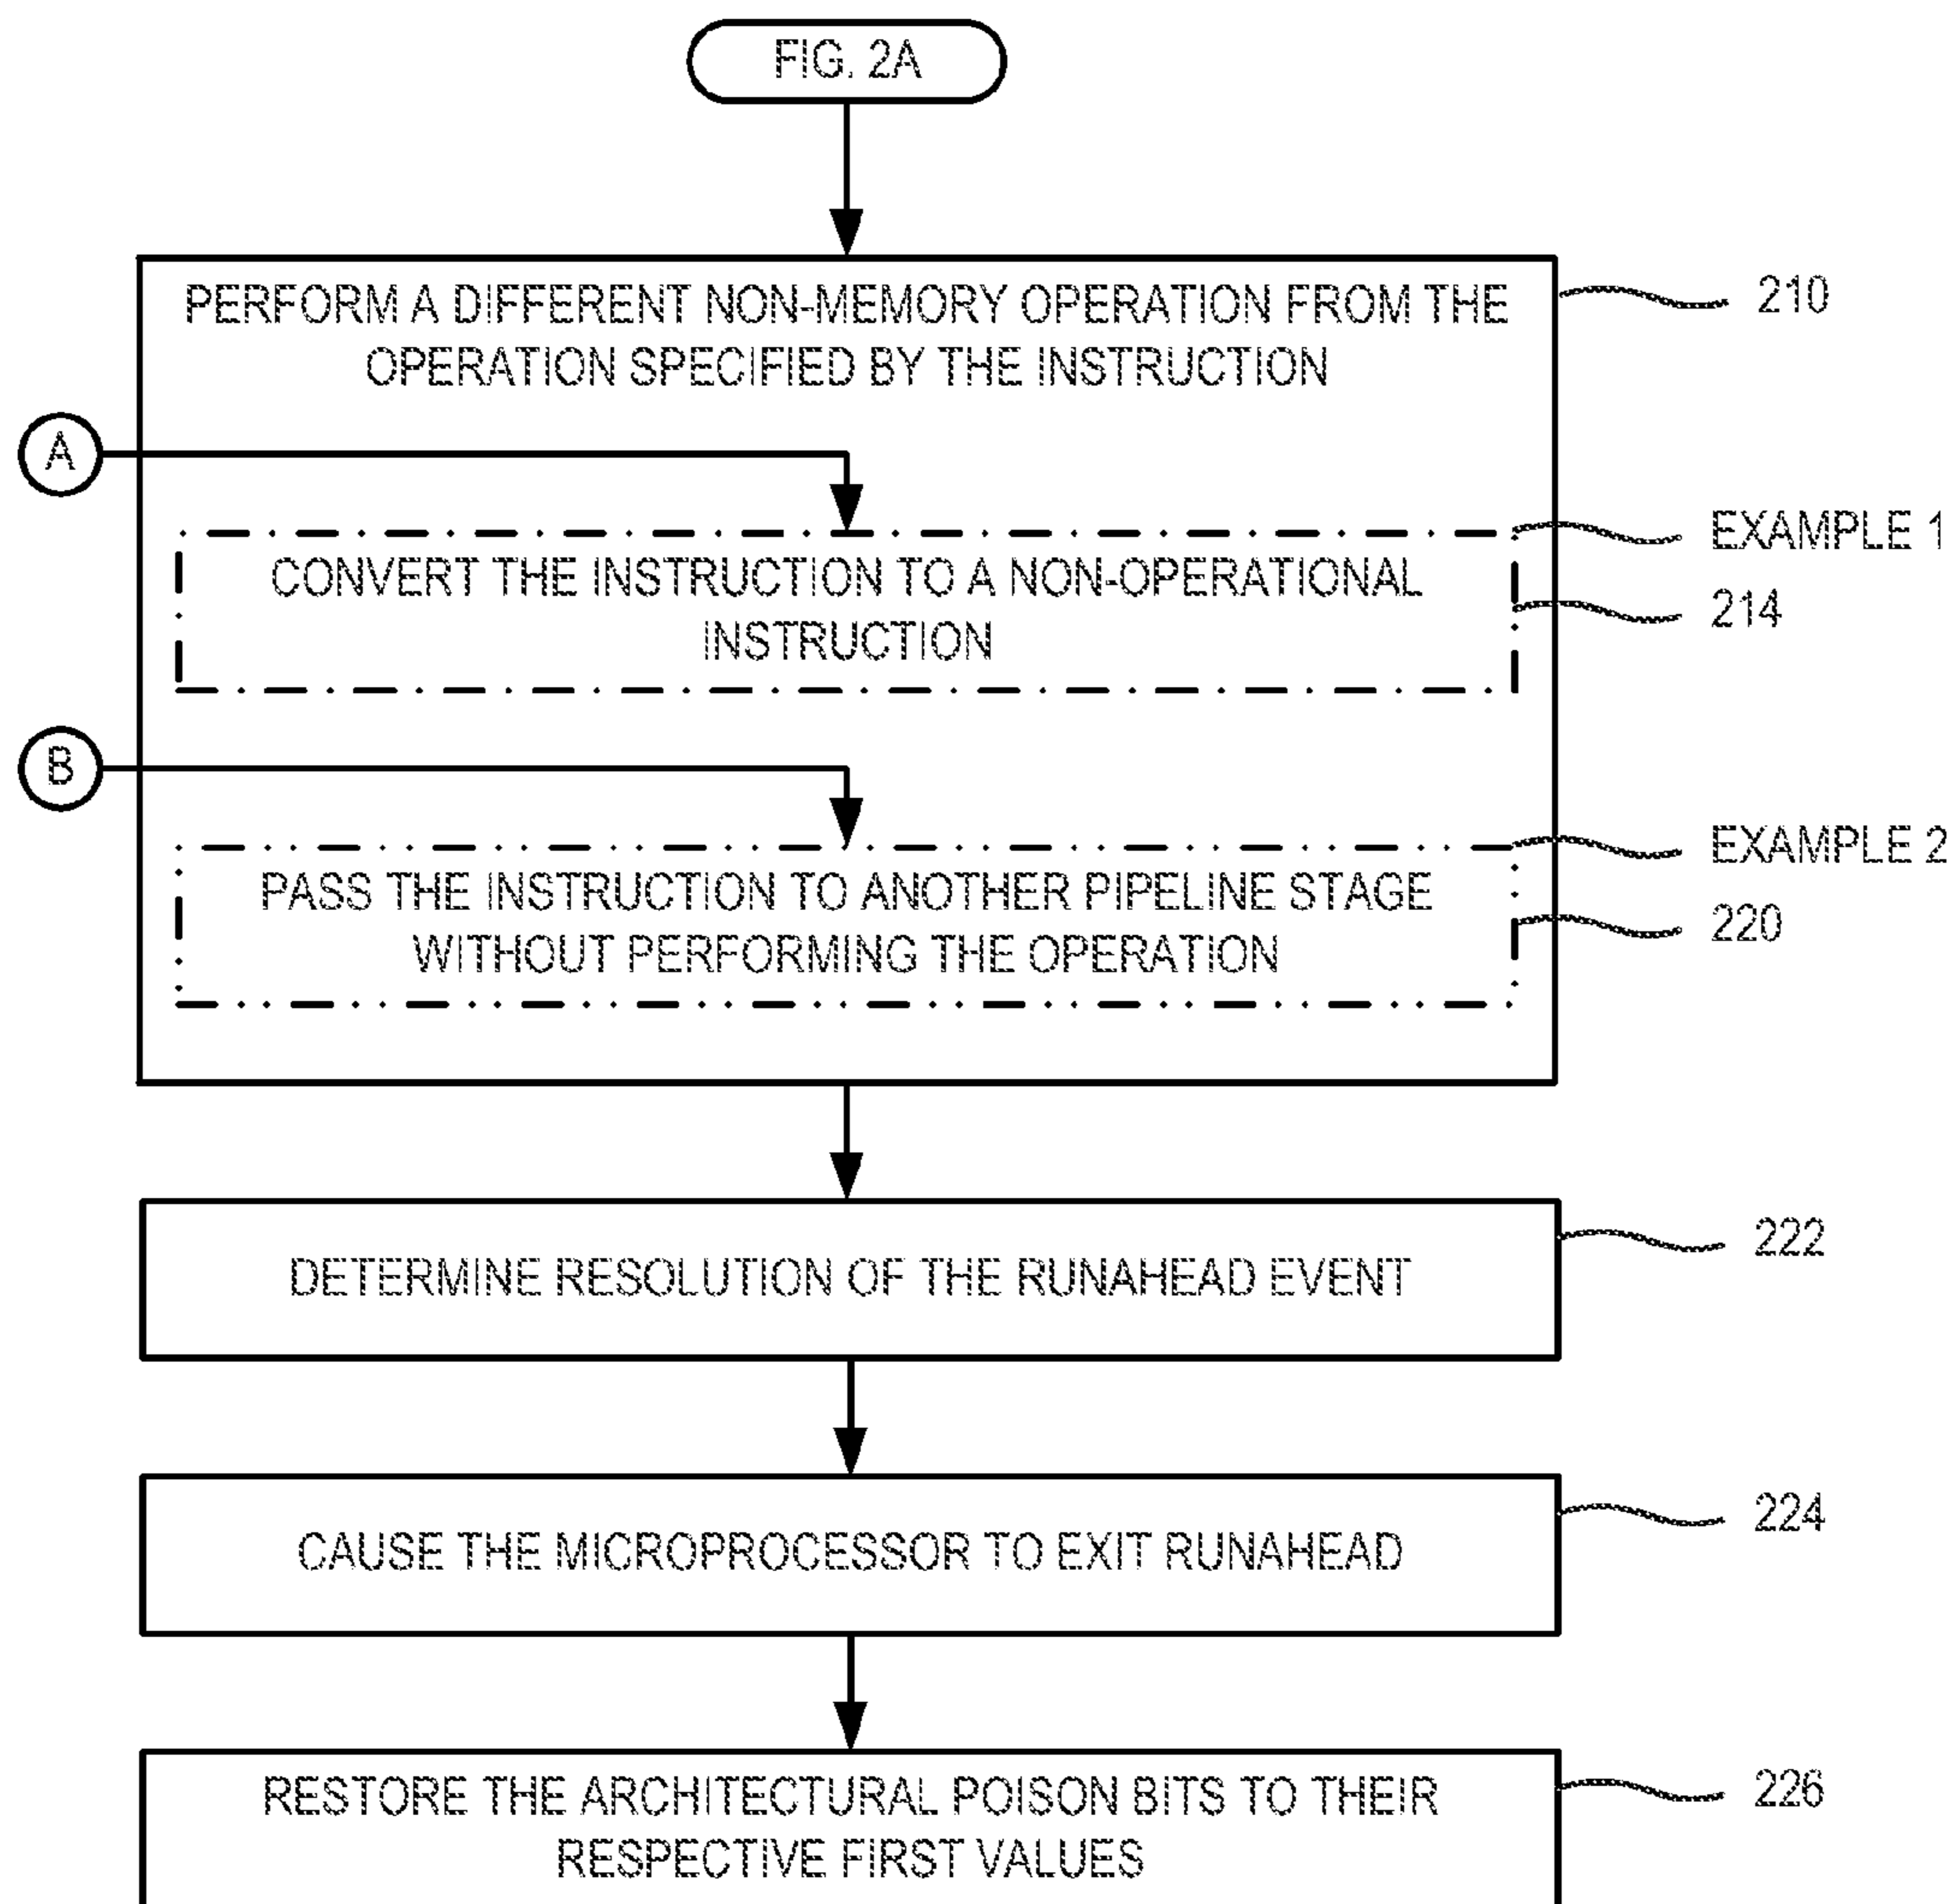 FIG. 2A
PERFORM A DIFFERENT NON-MEMORY OPERATION FROM THE
OPERATION SPECIFIED BY THE INSTRUCTION
210
A
EXAMPLE 1
CONVERT THE INSTRUCTION TO A NON-OPERATIONAL
INSTRUCTION
214
B
EXAMPLE 2
PASS THE INSTRUCTION TO ANOTHER PIPELINE STAGE
WITHOUT PERFORMING THE OPERATION
220
DETERMINE RESOLUTION OF THE RUNAHEAD EVENT
222
CAUSE THE MICROPROCESSOR TO EXIT RUNAHEAD
224
RESTORE THE ARCHITECTURAL POISON BITS TO THEIR
RESPECTIVE FIRST VALUES
226